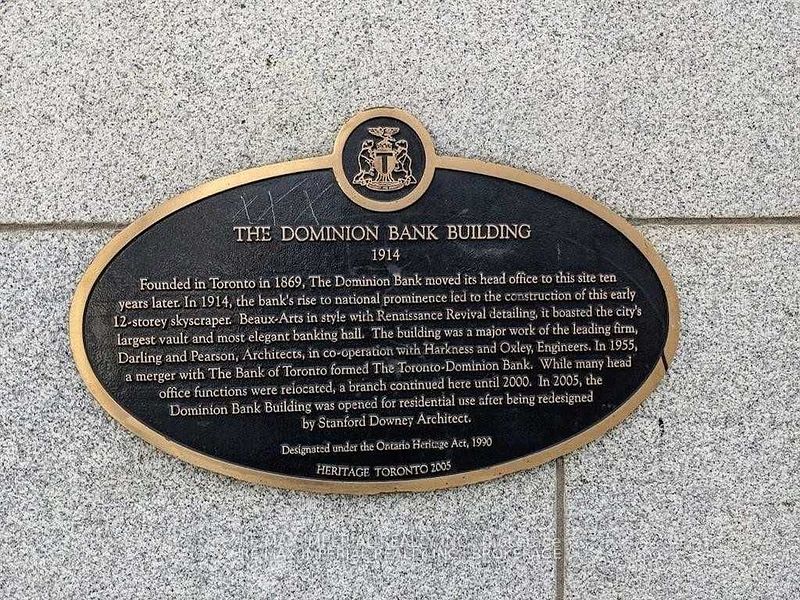 T
THE DOMINION BANK BUILDING
1914
Founded in Toronto in 1869, The Dominion Bank moved its head office to this site ten
years later. In 1914, the bank's rise to national prominence led to the construction of this early
12-storey skyscraper. Beaux-Arts in style with Renaissance Revival detailing, it boasted the city's
largest vault and most elegant banking hall. The building was a major work of the leading firm,
Darling and Pearson, Architects, in co-operation with Harkness and Oxley, Engineers. In 1955,
a merger with The Bank of Toronto formed The Toronto-Dominion Bank. While many head
office functions were relocated, a branch continued here until 2000. In 2005, the
Dominion Bank Building was opened for residential use after being redesigned
by Stanford Downey Architect.
Designated under the Ontario Heritage Act, 1990
HERITAGE TORONTO 2005